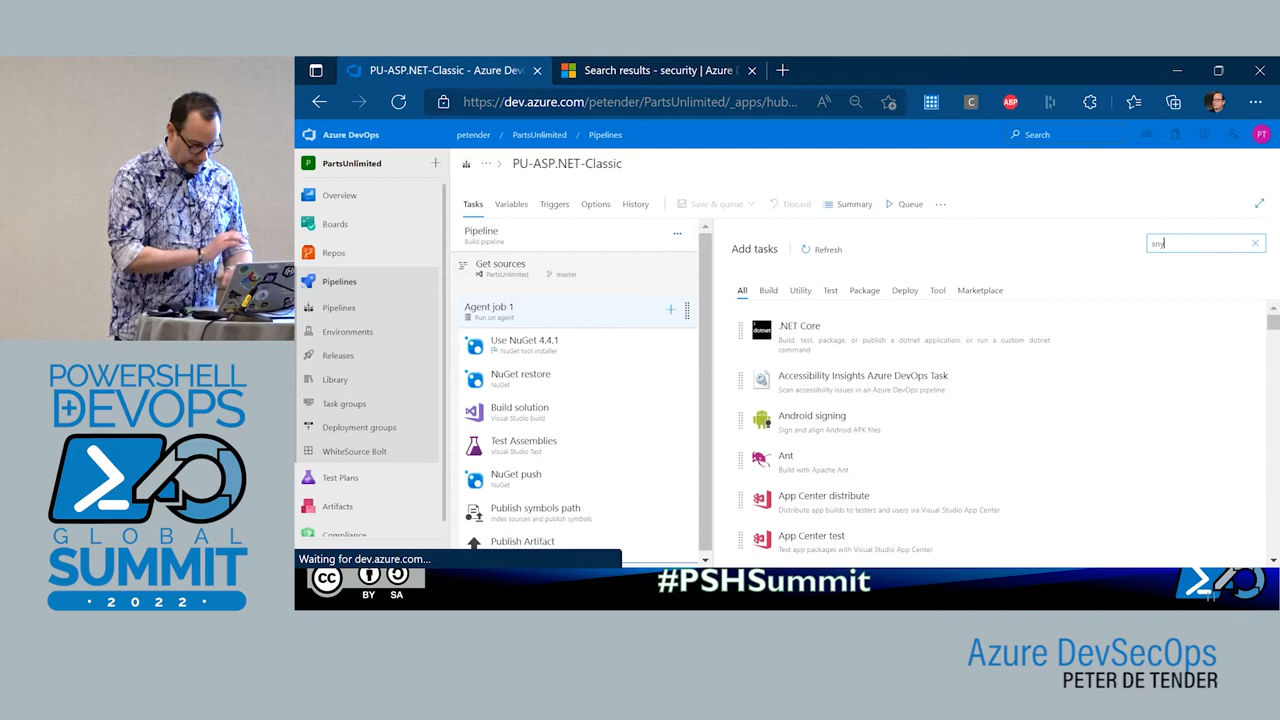 PU-ASP.NET-Classic - Azure Dev
Search results - security | Azure D
https://dev.azure.com/petender/PartsUnlimited/_apps/hub...
ABP
Azure DevOps
petender
PartsUnlimited
Pipelines
Search
PT
P
PartsUnlimited
PU-ASP.NET-Classic
Overview
Boards
Repos
Pipelines
Pipelines
Environments
Releases
Library
Task groups
Deployment groups
WhiteSource Bolt
Test Plans
Artifacts
Compliance
Tasks
Variables
Triggers
Options
History
Save & queue
Discard
Summary
Queue
Pipeline
Build pipeline
Get sources
PartsUnlimited
master
Agent job 1
Run on agent
Use NuGet 4.4.1
NuGet tool installer
NuGet restore
NuGet
Build solution
Visual Studio build
Test Assemblies
Visual Studio Test
NuGet push
NuGet
Publish symbols path
Index sources and publish symbols
Publish Artifact
Add tasks
Refresh
sny
All
Build
Utility
Test
Package
Deploy
Tool
Marketplace
dotnet
.NET Core
Build, test, package, or publish a dotnet application, or run a custom dotnet
command
Accessibility Insights Azure DevOps Task
Scan accessibility issues in an Azure DevOps pipeline
Android signing
Sign and align Android APK files
Ant
Build with Apache Ant
App Center distribute
Distribute app builds to testers and users via Visual Studio App Center
App Center test
Test app packages with Visual Studio App Center
Waiting for dev.azure.com...
CC
BY
SA
#PSHSummit
POWERSHELL
+DEVOPS
GLOBAL
SUMMIT
· 2022 ·
Azure DevSecOps
PETER DE TENDER